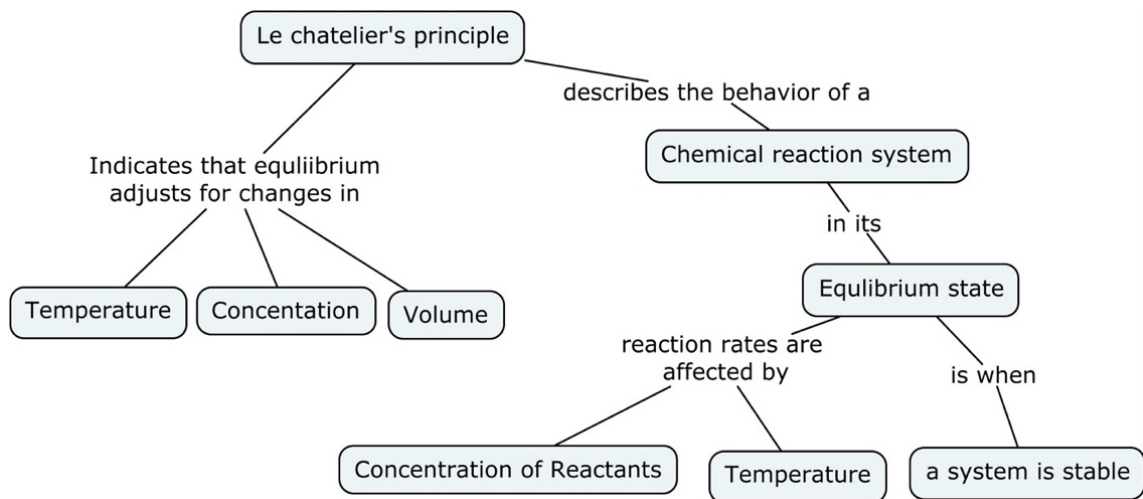 Le chatelier's principle
describes the behavior of a
Chemical reaction system
Indicates that equliibrium
adjusts for changes in
in its
Temperature
Concentation
Volume
Equlibrium state
reaction rates are
affected by
is when
Concentration of Reactants
Temperature
a system is stable